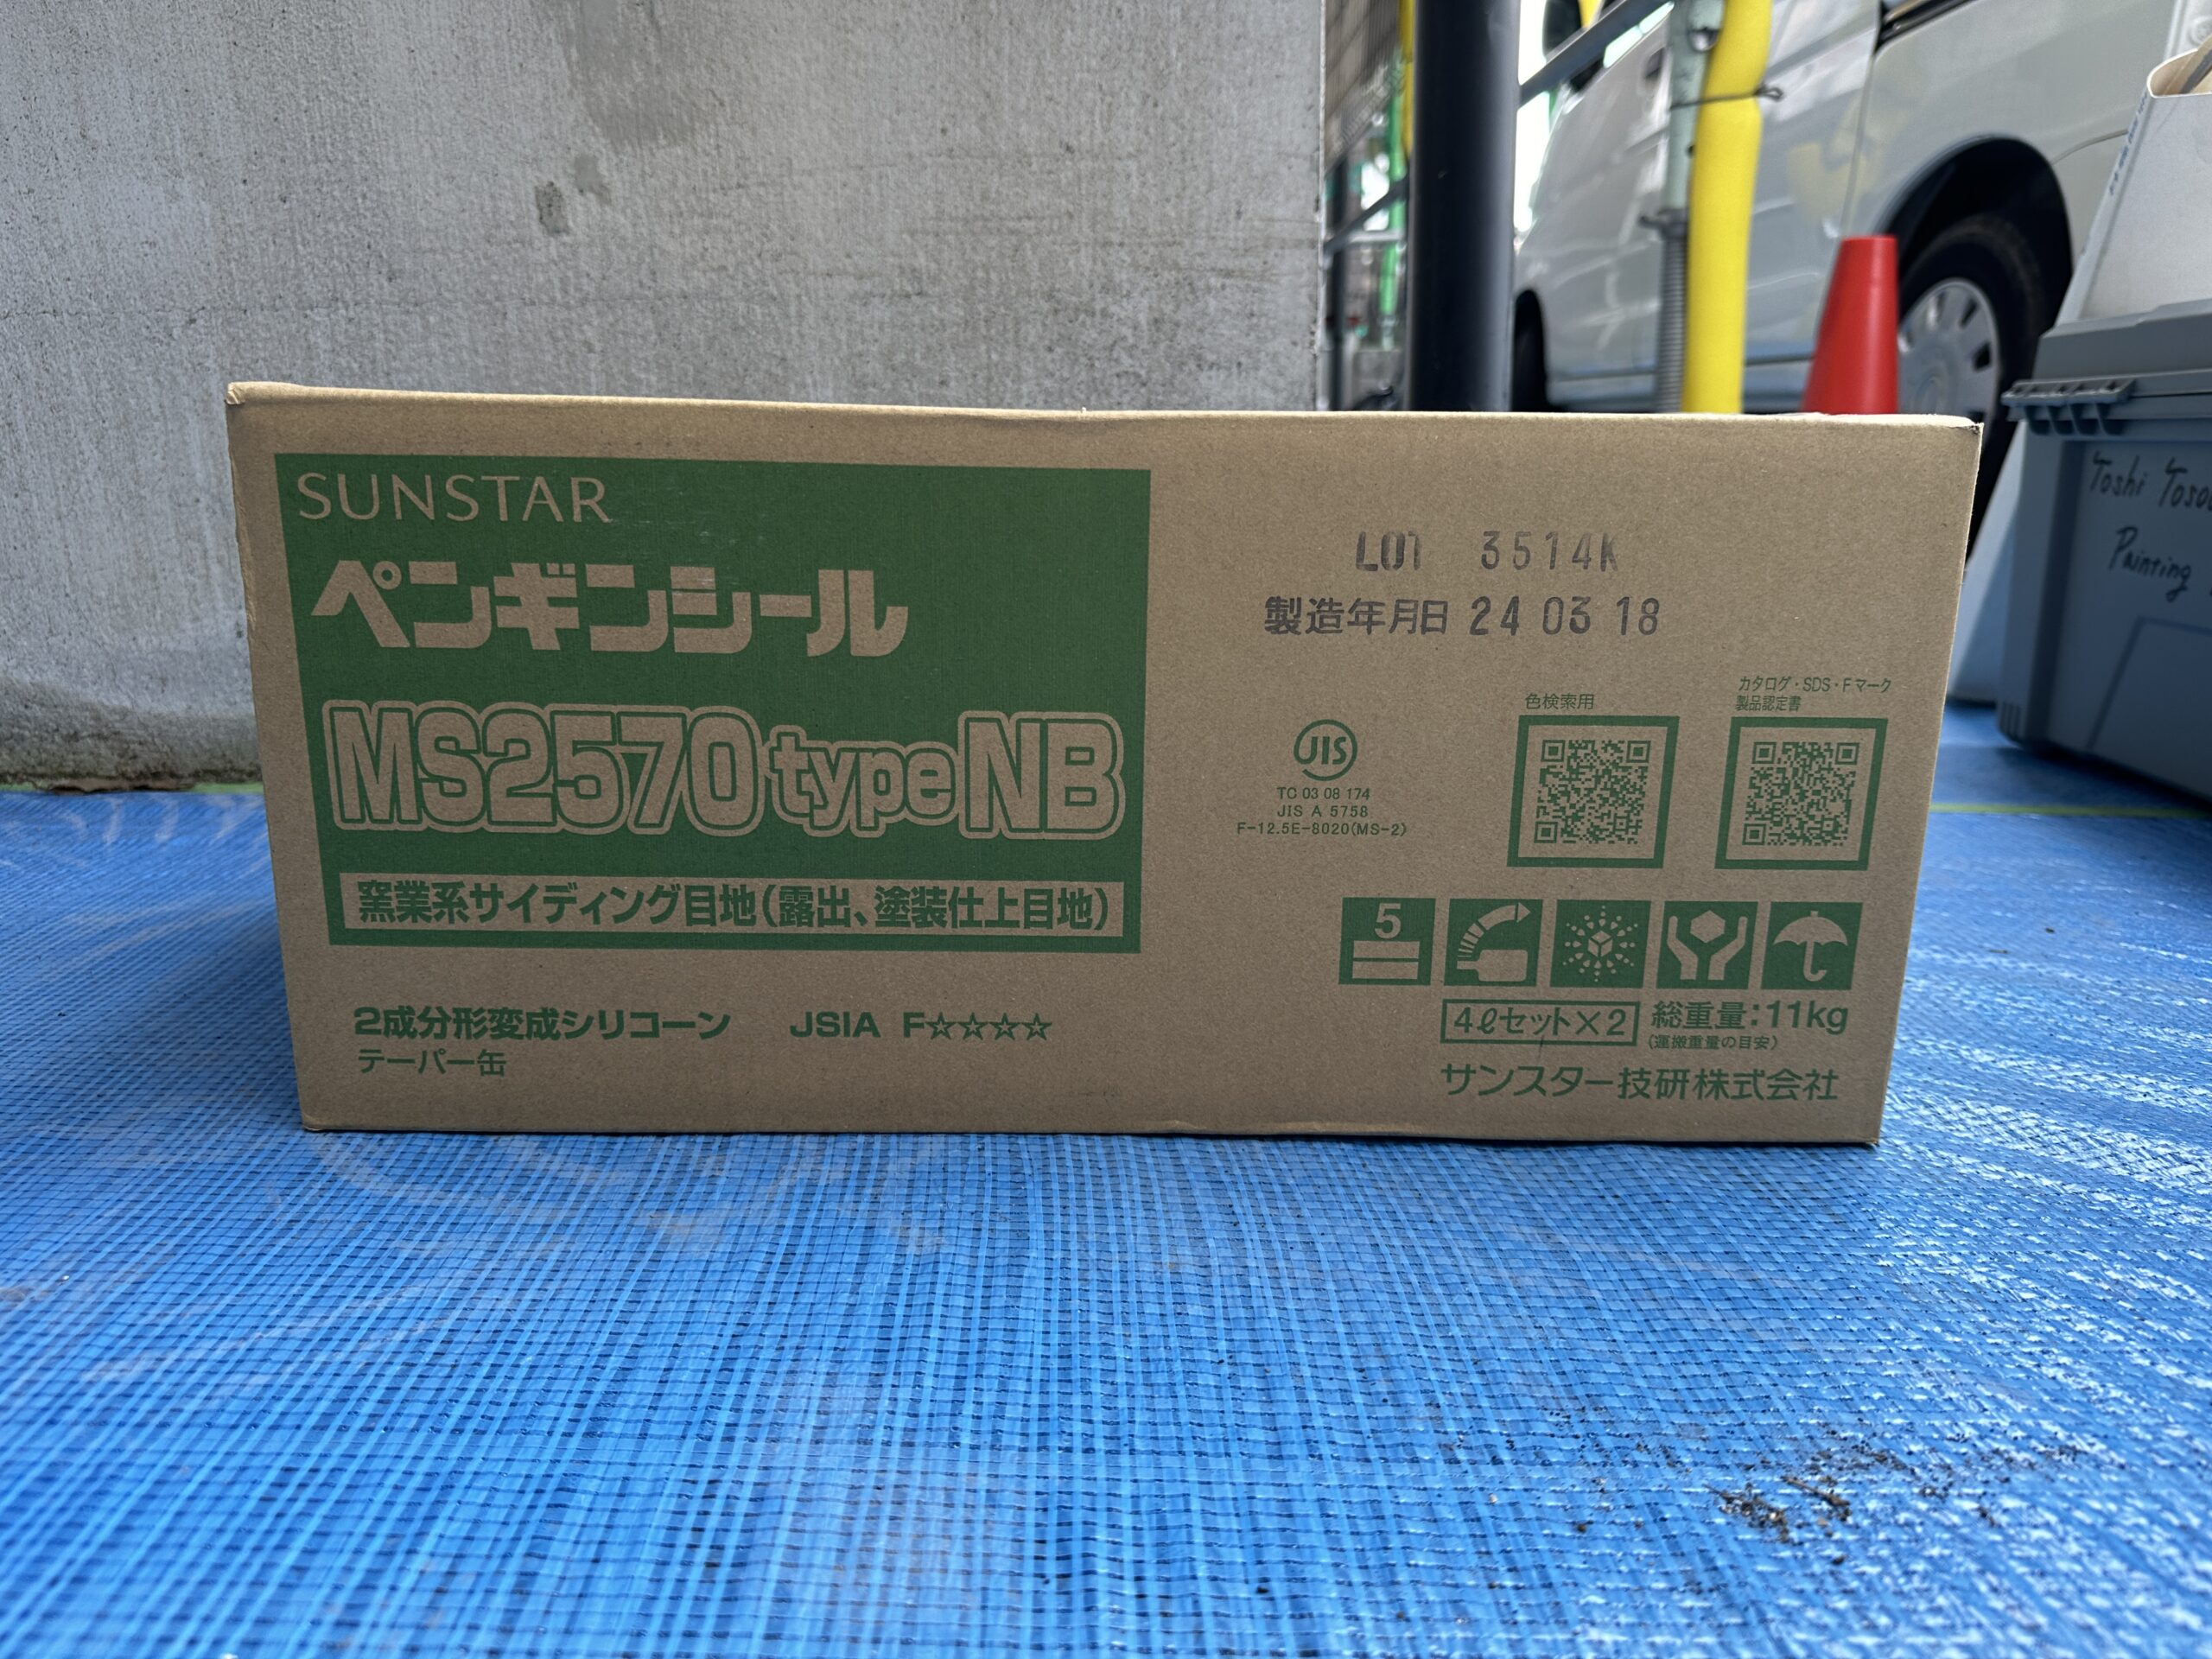 SUNSTAR
ペンギンシール
MS2570 type NB
窯業系サイディング目地(露出、塗装仕上目地)
2成分形変成シリコーン JSIA F☆☆☆☆
テーパー缶
LOT 3514K
製造年月日 24 03 18
JIS
TC 03 08 174
JIS A 5758
F-12.5E-8020(MS-2)
色検索用
カタログ・SDS・Fマーク
製品認定書
5
4ℓセット×2 総重量:11kg
(運搬重量の目安)
サンスター技研株式会社
Toshi
Painting